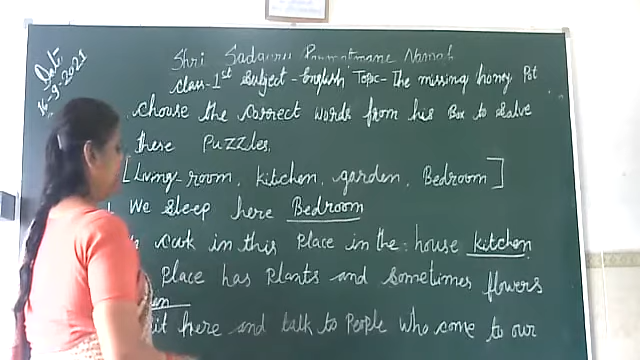 Shri Sadguru Parmatmane Namah
Date-
16-9-2021
Class-1st Subject-English Topic-The missing honey Pot
choose the correct words from his Box to solve
these Puzzles.
[Living-room, kitchen, garden, Bedroom]
We sleep here Bedroom
cook in this place in the house kitchen
Place has Plants and sometimes flowers
en
sit here and talk to People who come to our